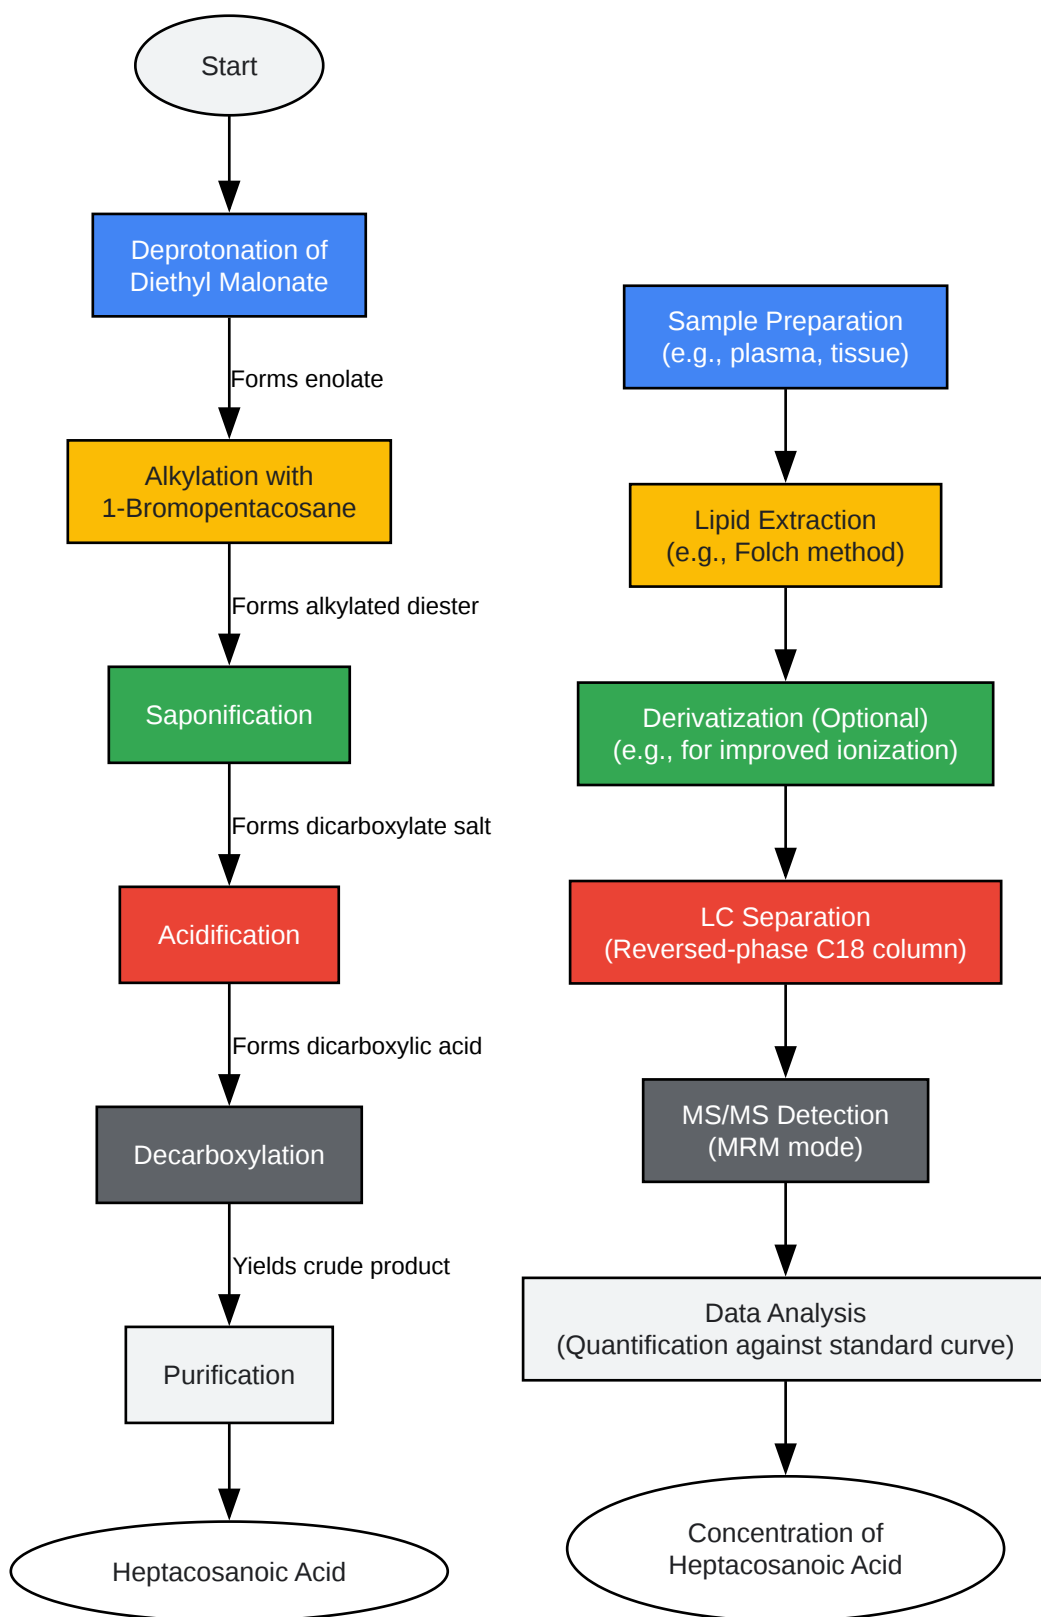 Start
Deprotonation of
Diethyl Malonate
Forms enolate
Alkylation with
1-Bromopentacosane
Forms alkylated diester
Saponification
Forms dicarboxylate salt
Acidification
Forms dicarboxylic acid
Decarboxylation
Yields crude product
Purification
Heptacosanoic Acid
Sample Preparation
(e.g., plasma, tissue)
Lipid Extraction
(e.g., Folch method)
Derivatization (Optional)
(e.g., for improved ionization)
LC Separation
(Reversed-phase C18 column)
MS/MS Detection
(MRM mode)
Data Analysis
(Quantification against standard curve)
Concentration of
Heptacosanoic Acid